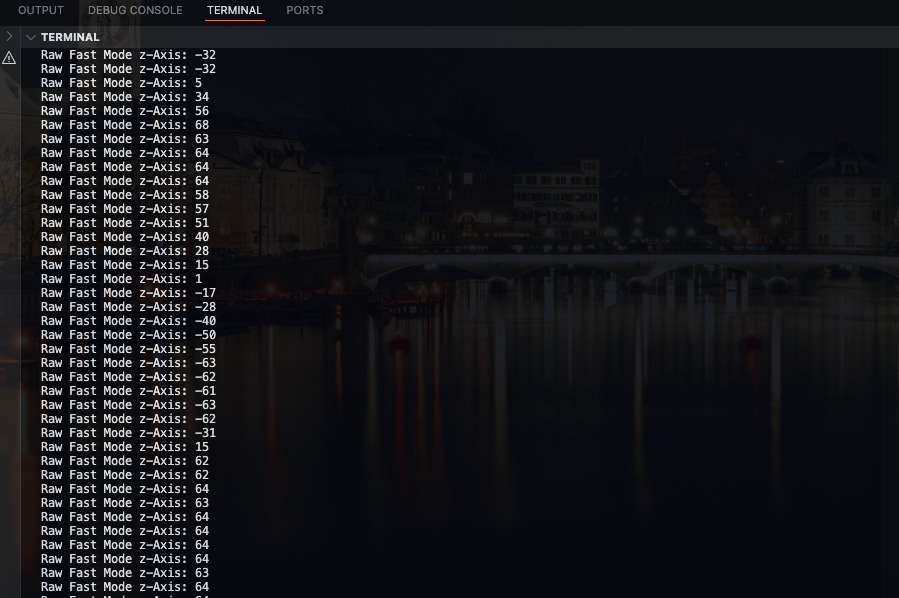 OUTPUT DEBUG CONSOLE TERMINAL PORTS
TERMINAL
Raw Fast Mode z-Axis: -32
Raw Fast Mode z-Axis: -32
Raw Fast Mode z-Axis: 5
Raw Fast Mode z-Axis: 34
Raw Fast Mode z-Axis: 56
Raw Fast Mode z-Axis: 68
Raw Fast Mode z-Axis: 63
Raw Fast Mode z-Axis: 64
Raw Fast Mode z-Axis: 64
Raw Fast Mode z-Axis: 64
Raw Fast Mode z-Axis: 58
Raw Fast Mode z-Axis: 57
Raw Fast Mode z-Axis: 51
Raw Fast Mode z-Axis: 40
Raw Fast Mode z-Axis: 28
Raw Fast Mode z-Axis: 15
Raw Fast Mode z-Axis: 1
Raw Fast Mode z-Axis: -17
Raw Fast Mode z-Axis: -28
Raw Fast Mode z-Axis: -40
Raw Fast Mode z-Axis: -50
Raw Fast Mode z-Axis: -55
Raw Fast Mode z-Axis: -63
Raw Fast Mode z-Axis: -62
Raw Fast Mode z-Axis: -61
Raw Fast Mode z-Axis: -63
Raw Fast Mode z-Axis: -62
Raw Fast Mode z-Axis: -31
Raw Fast Mode z-Axis: 15
Raw Fast Mode z-Axis: 62
Raw Fast Mode z-Axis: 62
Raw Fast Mode z-Axis: 64
Raw Fast Mode z-Axis: 63
Raw Fast Mode z-Axis: 64
Raw Fast Mode z-Axis: 64
Raw Fast Mode z-Axis: 64
Raw Fast Mode z-Axis: 64
Raw Fast Mode z-Axis: 63
Raw Fast Mode z-Axis: 64